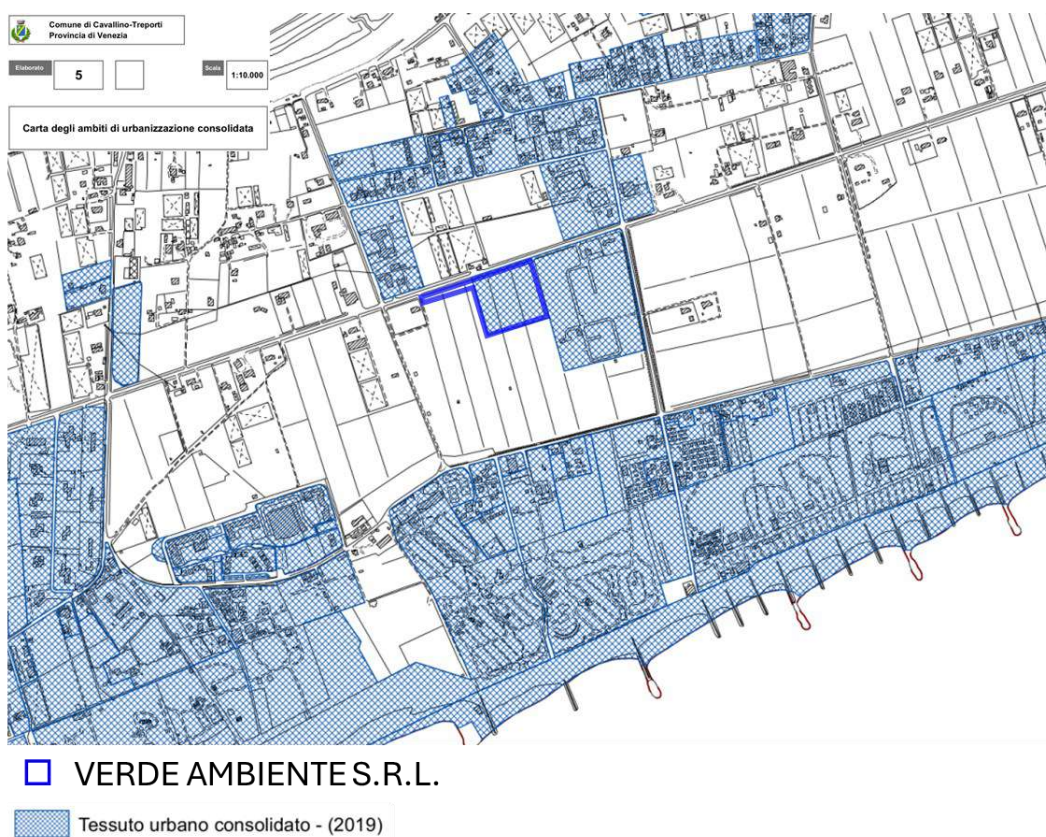 Comune di Cavallino-Treporti
Provincia di Venezia
Elaborato
5
Scala
1:10.000
Carta degli ambiti di urbanizzazione consolidata
VERDE AMBIENTE S.R.L.
Tessuto urbano consolidato - (2019)